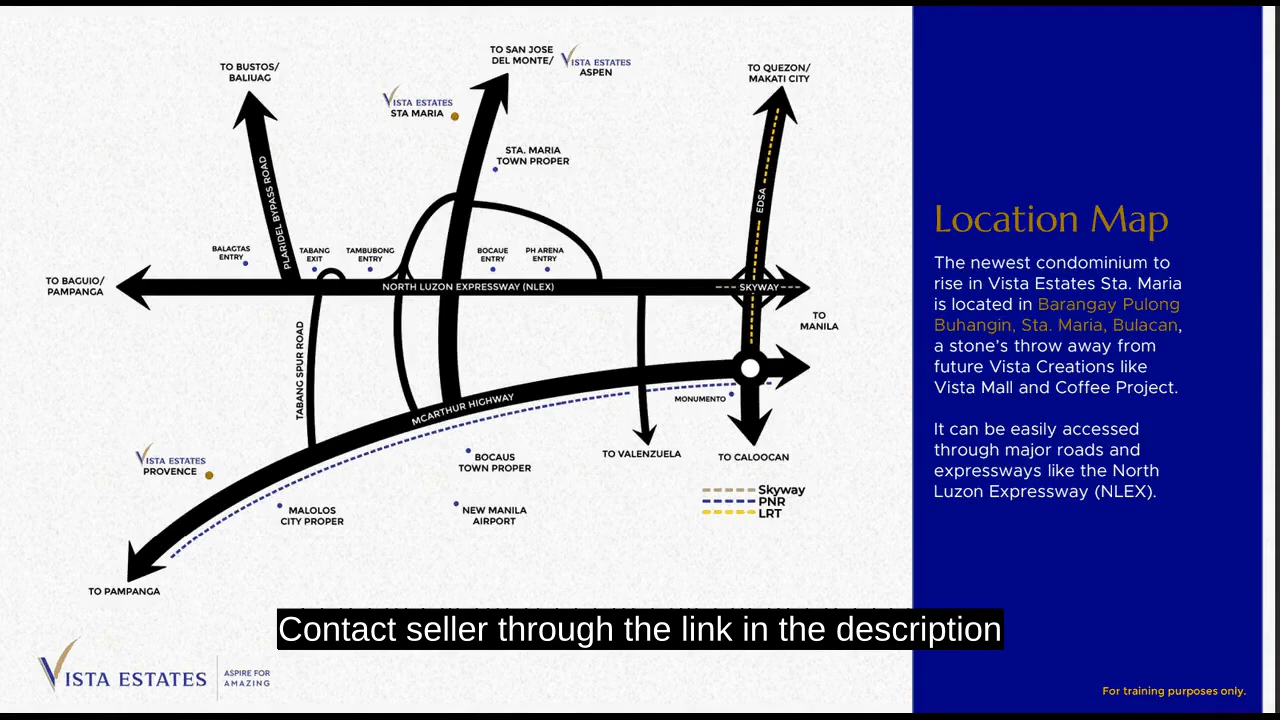 TO SAN JOSE
DEL MONTE/
VISTA ESTATES
ASPEN
TO BUSTOS/
BALIUAG
TO QUEZON/
MAKATI CITY
VISTA ESTATES
STA MARIA
STA. MARIA
TOWN PROPER
PLARIDEL BYPASS ROAD
EDSA
BALAGTAS
ENTRY
TABANG
EXIT
TAMBUBONG
ENTRY
BOCAUE
ENTRY
PH ARENA
ENTRY
TO BAGUIO/
PAMPANGA
NORTH LUZON EXPRESSWAY (NLEX)
SKYWAY
TO
MANILA
TABANG SPUR ROAD
MCARTHUR HIGHWAY
MONUMENTO
VISTA ESTATES
PROVENCE
BOCAUS
TOWN PROPER
TO VALENZUELA
TO CALOOCAN
MALOLOS
CITY PROPER
NEW MANILA
AIRPORT
Skyway
PNR
LRT
TO PAMPANGA
Location Map
The newest condominium to
rise in Vista Estates Sta. Maria
is located in Barangay Pulong
Buhangin, Sta. Maria, Bulacan,
a stone's throw away from
future Vista Creations like
Vista Mall and Coffee Project.
It can be easily accessed
through major roads and
expressways like the North
Luzon Expressway (NLEX).
Contact seller through the link in the description
VISTA ESTATES
ASPIRE FOR
AMAZING
For training purposes only.